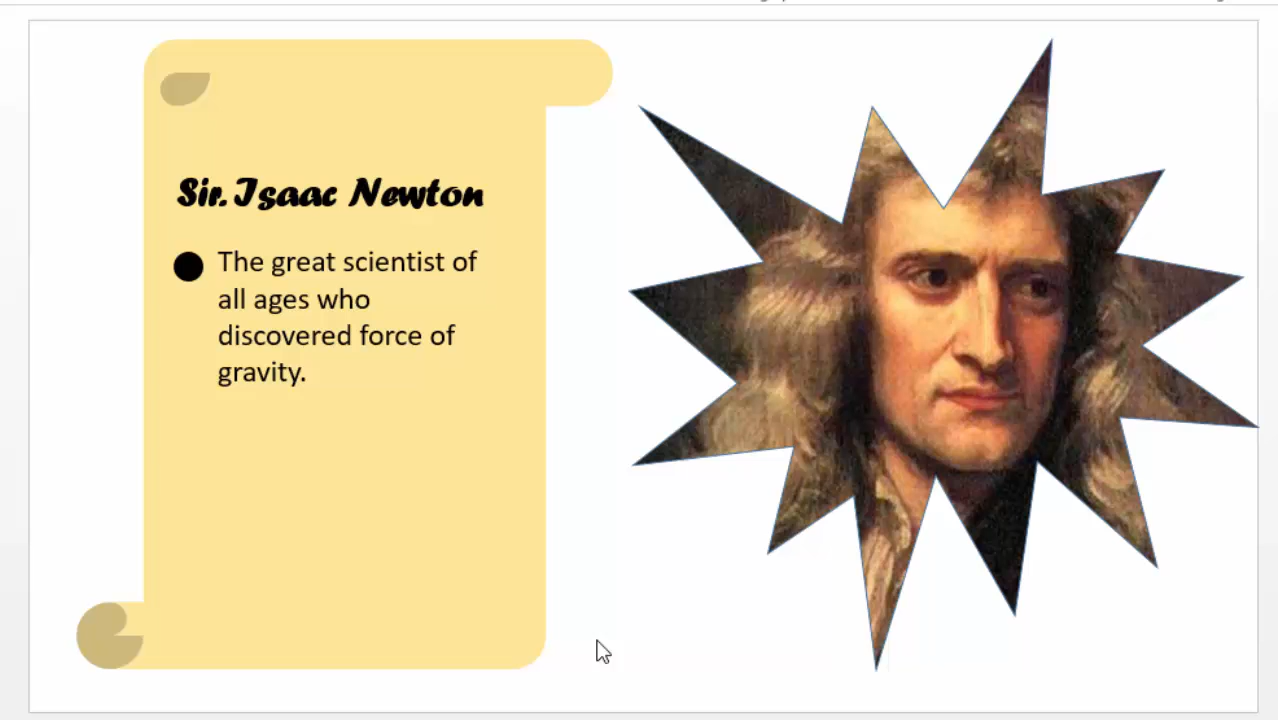 Sir. Isaac Newton
The great scientist of
all ages who
discovered force of
gravity.